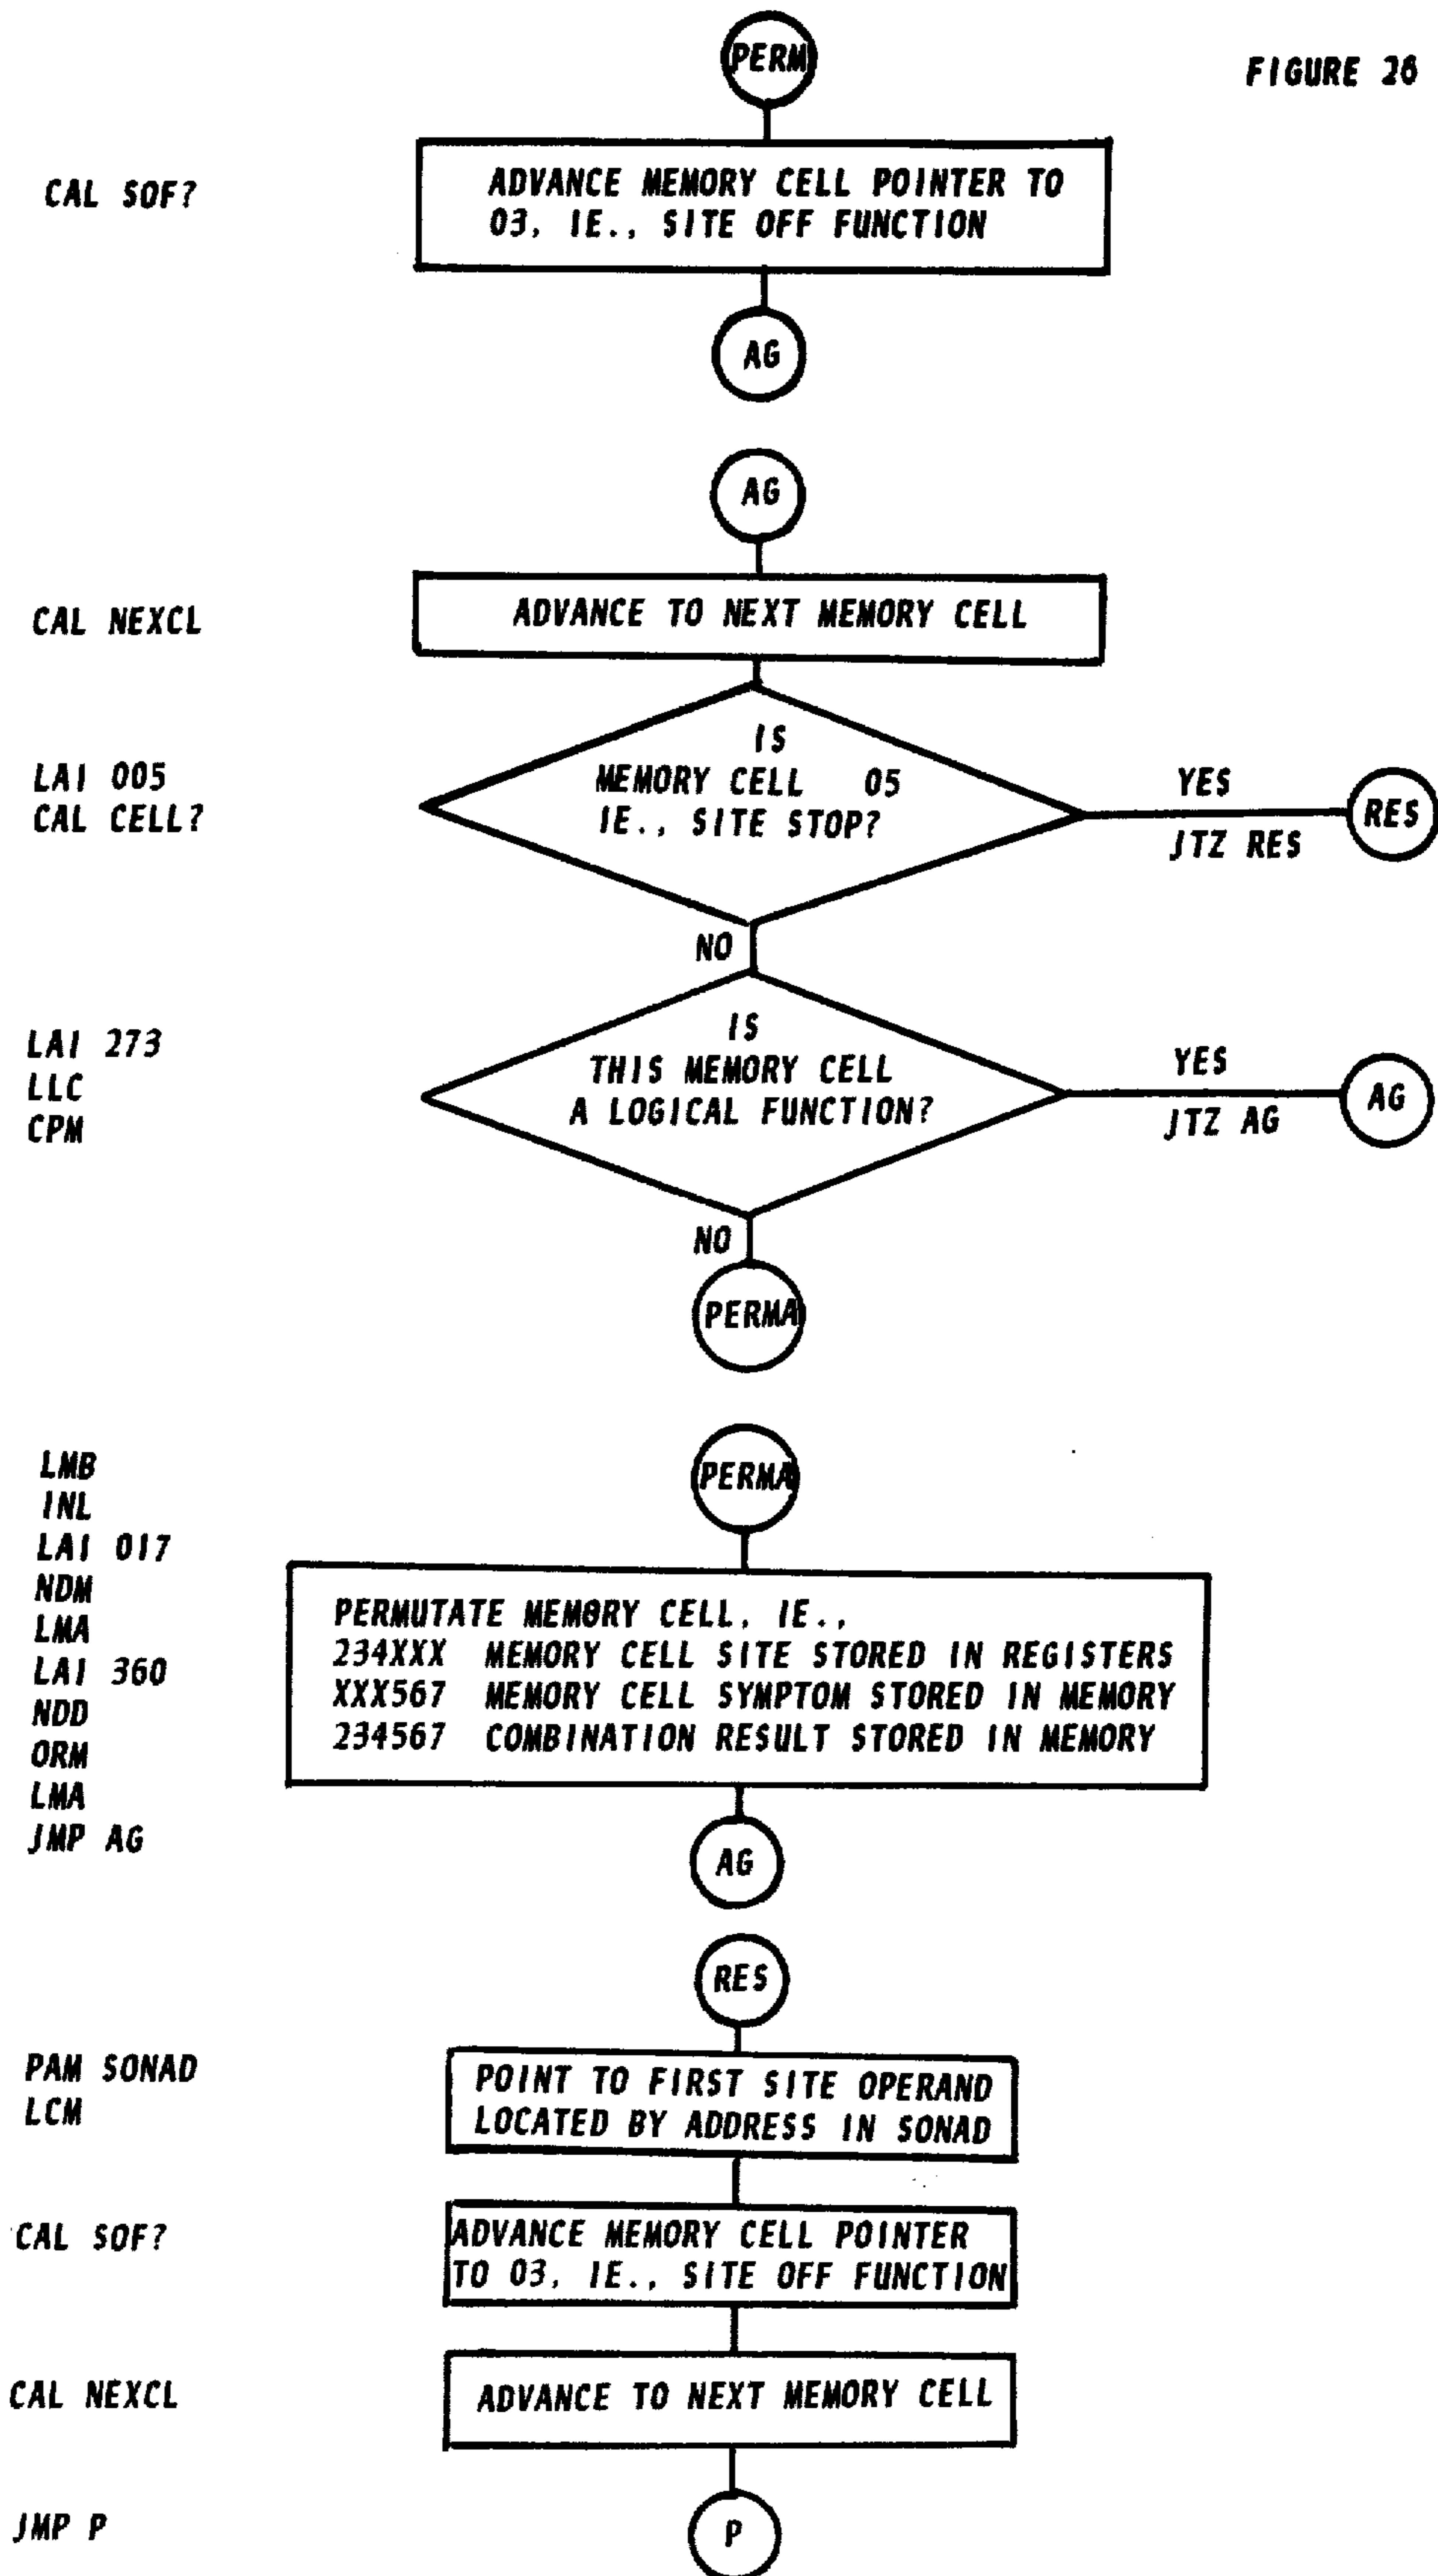 PERM
FIGURE 28
CAL SOF?
ADVANCE MEMORY CELL POINTER TO
03, IE., SITE OFF FUNCTION
AG
AG
CAL NEXCL
ADVANCE TO NEXT MEMORY CELL
LAI 005
CAL CELL?
IS
MEMORY CELL 05
IE., SITE STOP?
YES
JTZ RES
RES
NO
LAI 273
LLC
CPM
IS
THIS MEMORY CELL
A LOGICAL FUNCTION?
YES
JTZ AG
AG
NO
PERMA
LMB
INL
LAI 017
NDM
LMA
LAI 360
NDD
ORM
LMA
JMP AG
PERMA
PERMUTATE MEMORY CELL, IE.,
234XXX MEMORY CELL SITE STORED IN REGISTERS
XXX567 MEMORY CELL SYMPTOM STORED IN MEMORY
234567 COMBINATION RESULT STORED IN MEMORY
AG
RES
PAM SONAD
LCM
POINT TO FIRST SITE OPERAND
LOCATED BY ADDRESS IN SONAD
CAL SOF?
ADVANCE MEMORY CELL POINTER
TO 03, IE., SITE OFF FUNCTION
CAL NEXCL
ADVANCE TO NEXT MEMORY CELL
JMP P
P